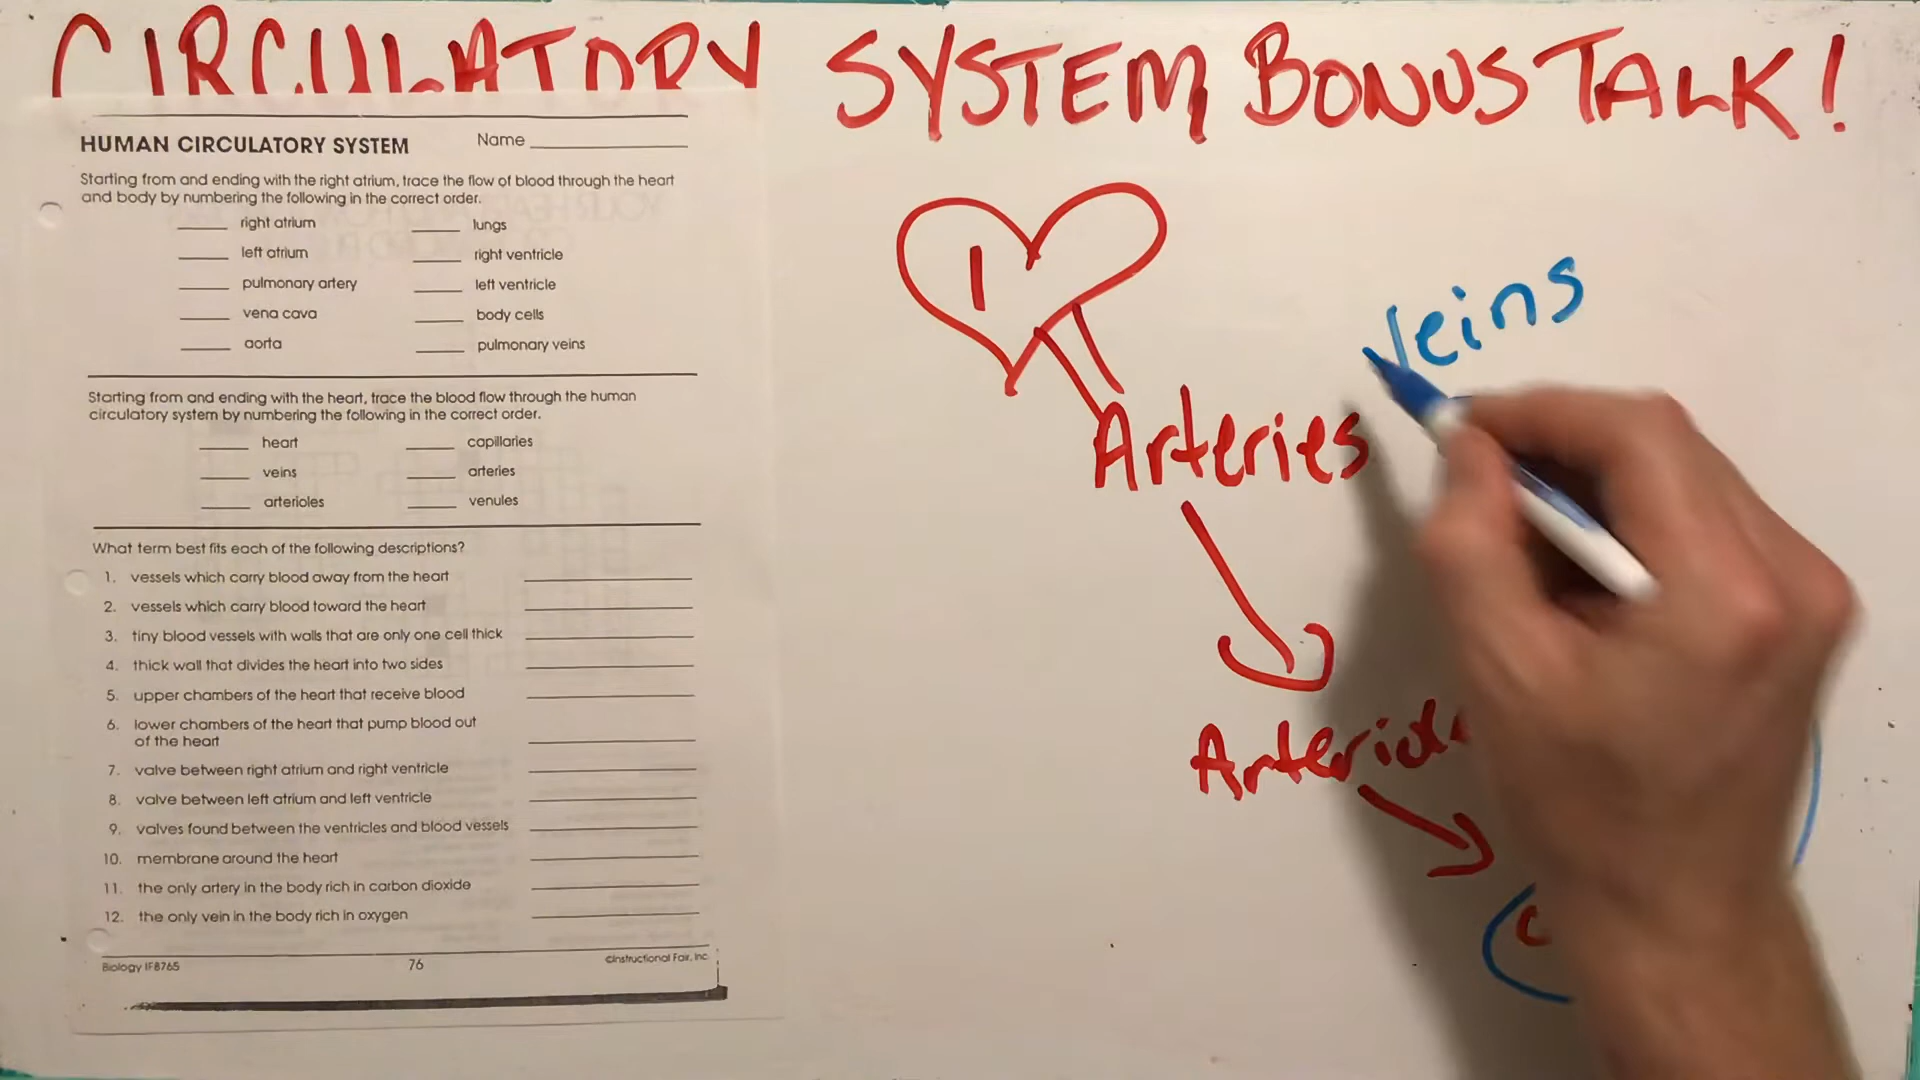 CIRCULATORY SYSTEM BONUS TALK!
HUMAN CIRCULATORY SYSTEM Name
Starting from and ending with the right atrium, trace the flow of blood through the heart
and body by numbering the following in the correct order.
right atrium lungs
left atrium right ventricle
pulmonary artery left ventricle
vena cava body cells
aorta pulmonary veins
Starting from and ending with the heart, trace the blood flow through the human
circulatory system by numbering the following in the correct order.
heart capillaries
veins arteries
arterioles venules
What term best fits each of the following descriptions?
1. vessels which carry blood away from the heart
2. vessels which carry blood toward the heart
3. tiny blood vessels with walls that are only one cell thick
4. thick wall that divides the heart into two sides
5. upper chambers of the heart that receive blood
6. lower chambers of the heart that pump blood out
of the heart
7. valve between right atrium and right ventricle
8. valve between left atrium and left ventricle
9. valves found between the ventricles and blood vessels
10. membrane around the heart
11. the only artery in the body rich in carbon dioxide
12. the only vein in the body rich in oxygen
Biology IF8765 76 ©Instructional Fair, Inc.
1
Veins
Arteries